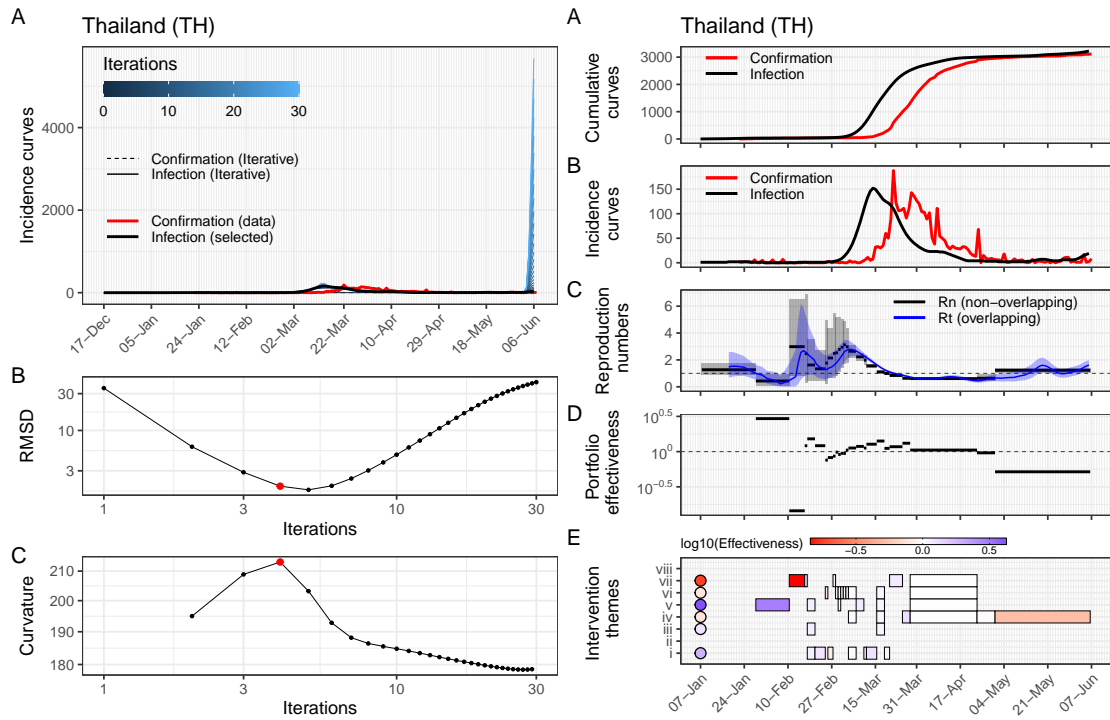 A
Thailand (TH)
Iterations
0 10 20 30
Confirmation (Iterative)
Infection (Iterative)
Confirmation (data)
Infection (selected)
Incidence curves
4000
2000
0
17−Dec 05−Jan 24−Jan 12−Feb 02−Mar 22−Mar 10−Apr 29−Apr 18−May 06−Jun
B
RMSD
30
10
3
1 3 10 30
Iterations
C
Curvature
210
200
190
180
1 3 10 30
Iterations
A
Thailand (TH)
Cumulative
curves
3000
2000
1000
0
Confirmation
Infection
B
Incidence
curves
150
100
50
0
Confirmation
Infection
C
Reproduction
numbers
6
4
2
0
Rn (non−overlapping)
Rt (overlapping)
D
Portfolio
effectiveness
10^0.5
10^0
10^−0.5
E
log10(Effectiveness)
−0.5 0.0 0.5
Intervention
themes
viii
vii
vi
v
iv
iii
ii
i
07−Jan 24−Jan 10−Feb 27−Feb 15−Mar 31−Mar 17−Apr 04−May 21−May 07−Jun